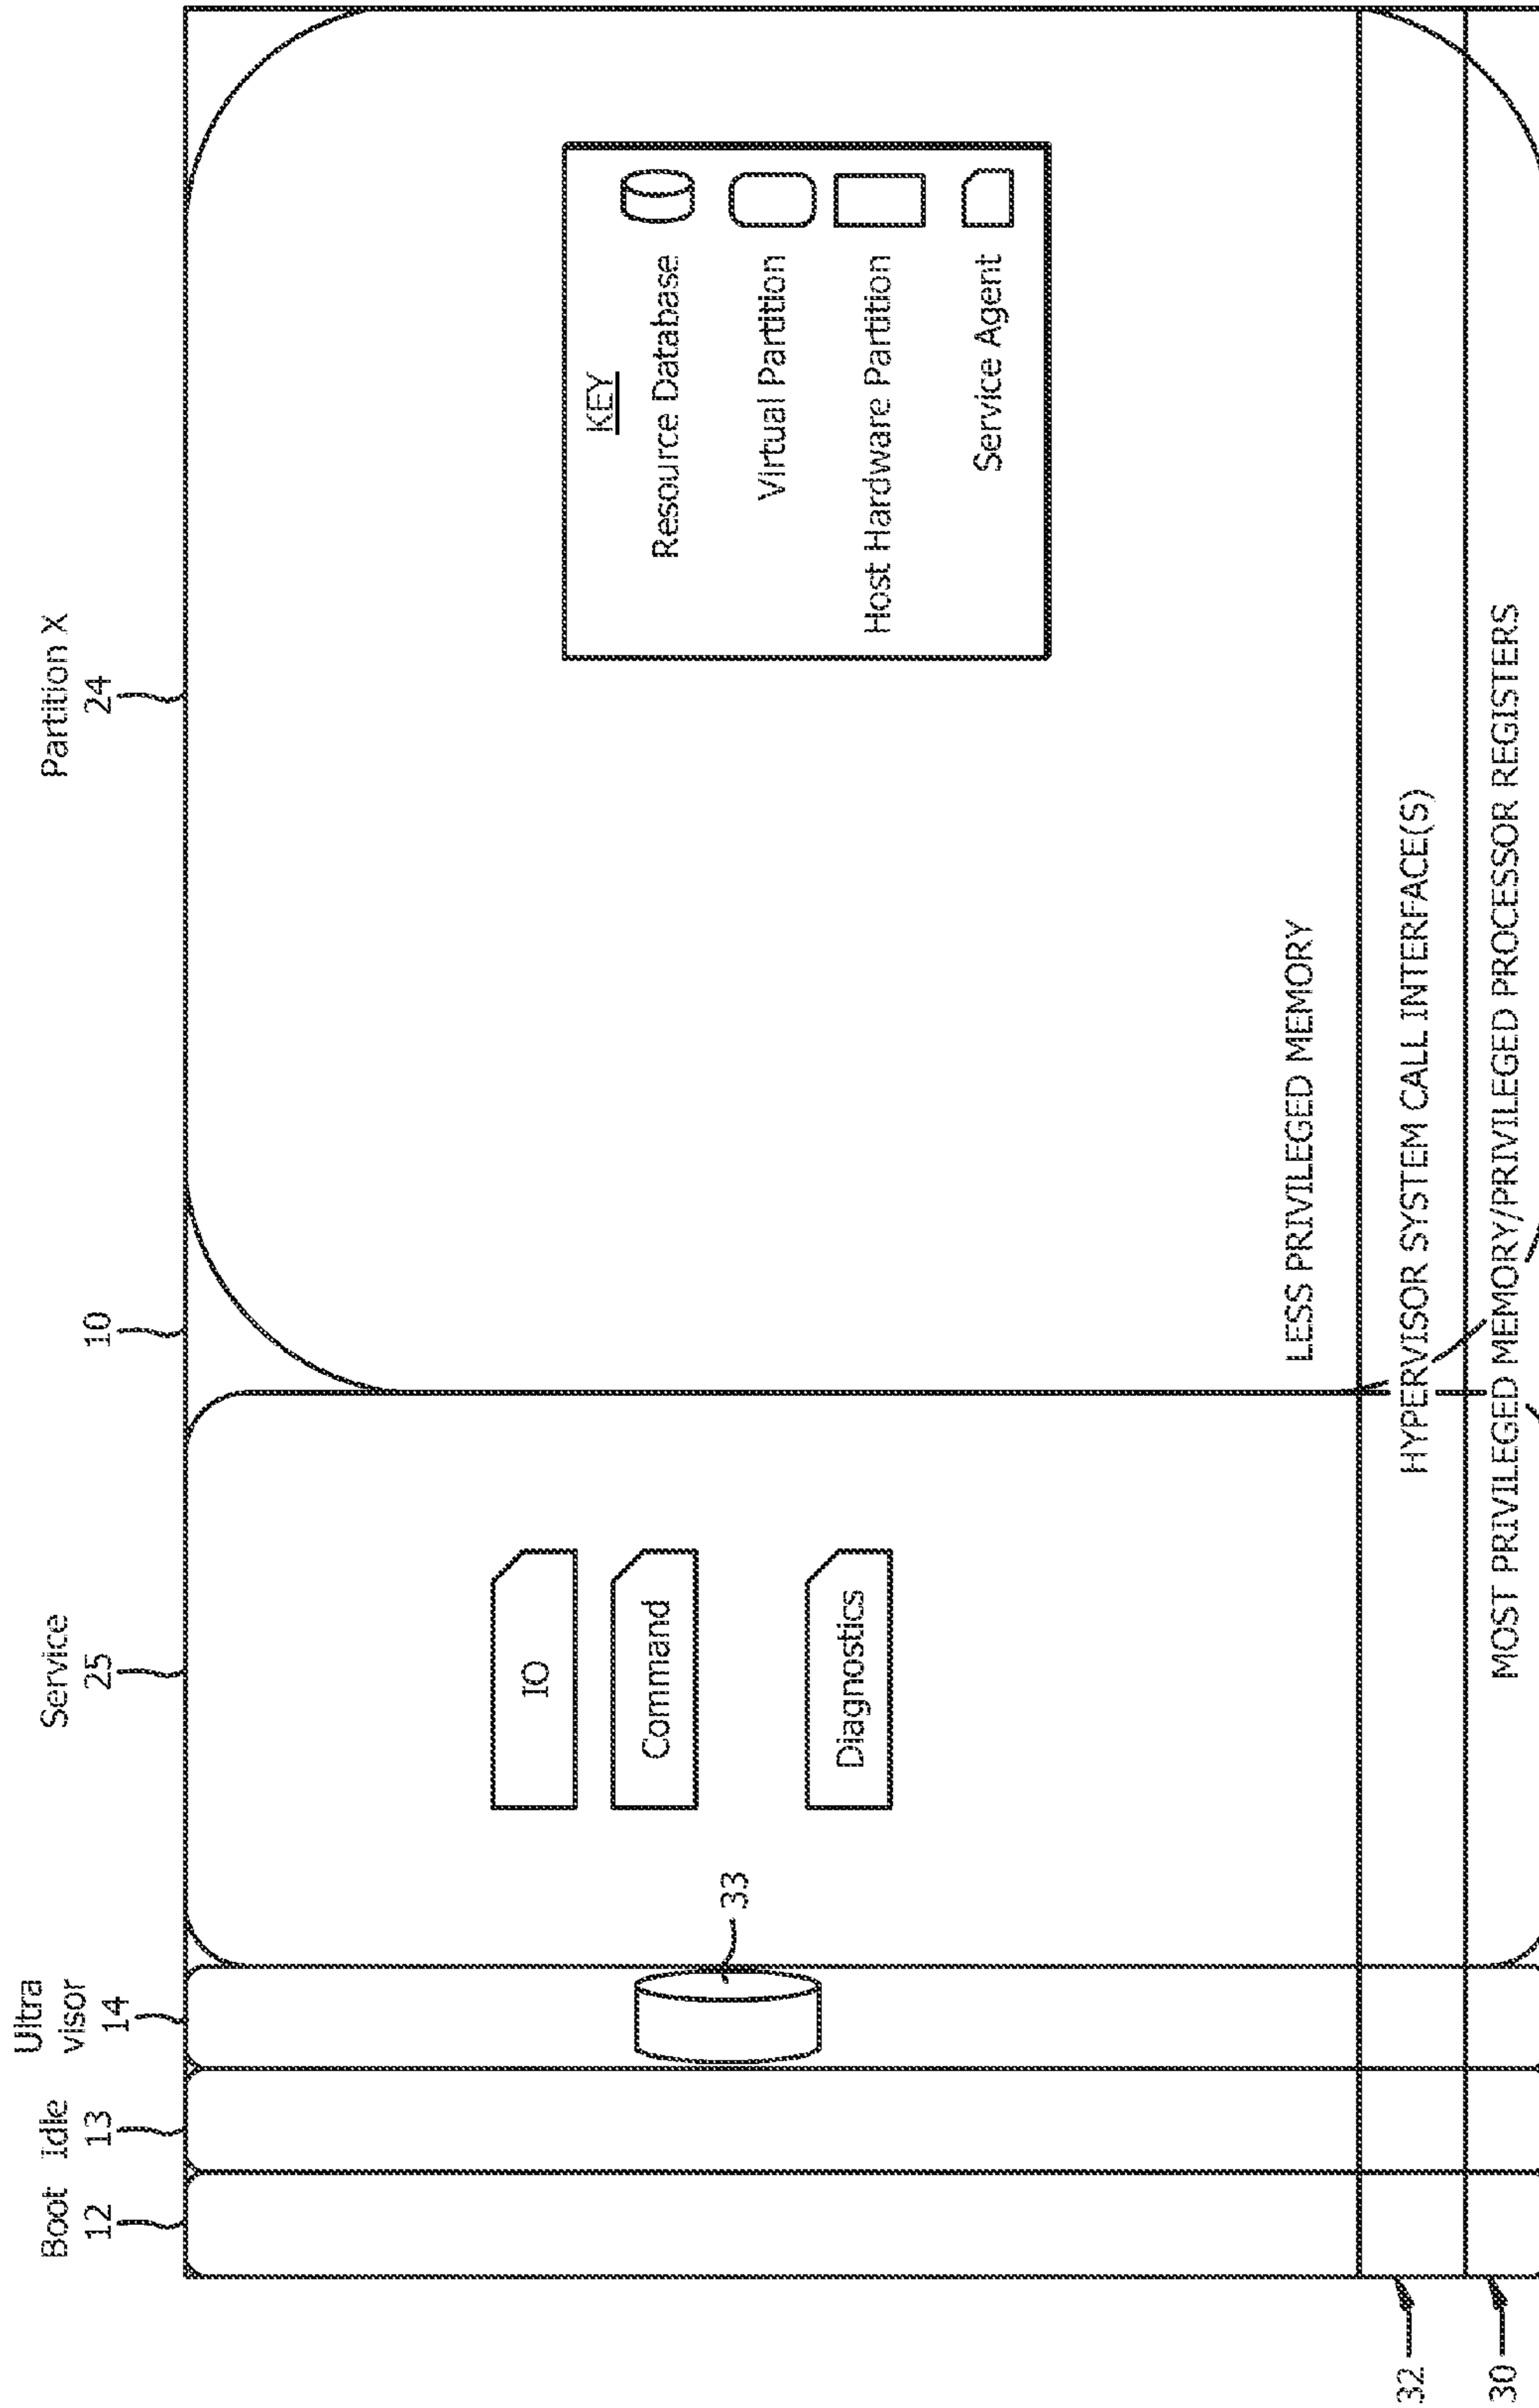 Boot
12
Idle
13
Ultra
visor
14
Service
25
10
Partition X
24
33
IO
Command
Diagnostics
KEY
Resource Database
Virtual Partition
Host Hardware Partition
Service Agent
LESS PRIVILEGED MEMORY
32
HYPERVISOR SYSTEM CALL INTERFACE(S)
30
MOST PRIVILEGED MEMORY/PRIVILEGED PROCESSOR REGISTERS